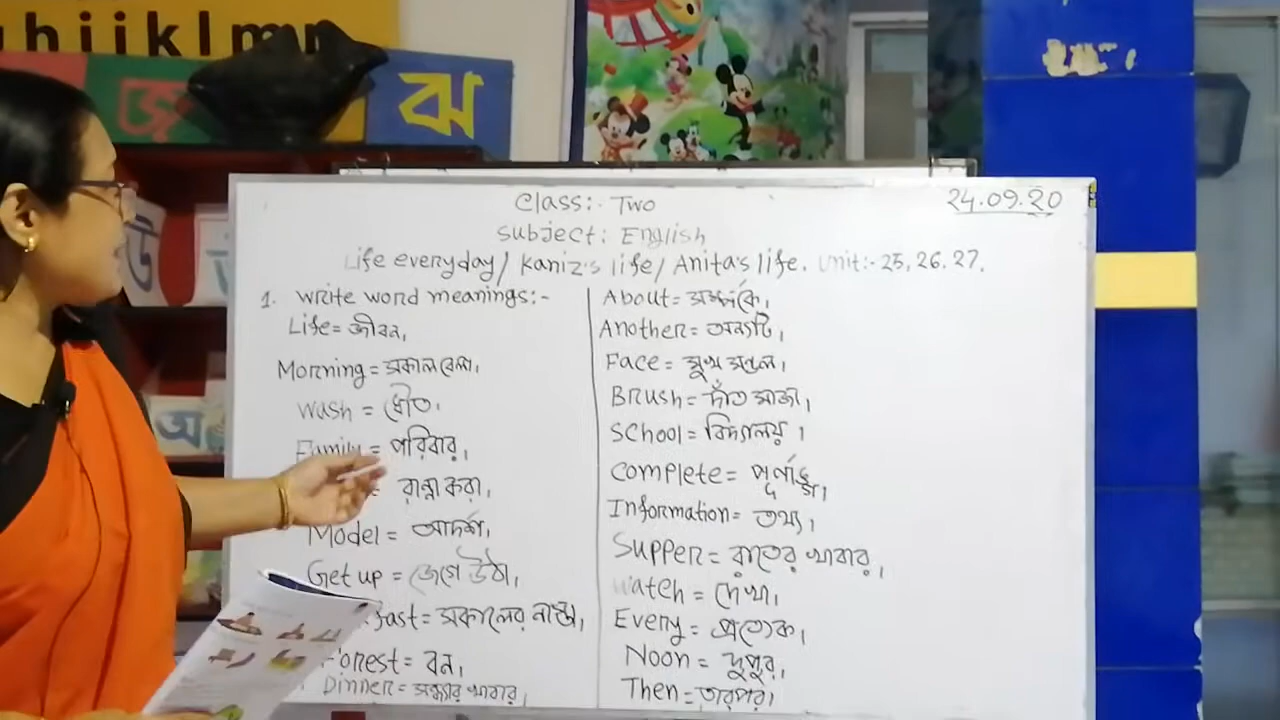 h i j k l m n
জ
ঝ
উ
অ
Class:- Two
24.09.20
Subject: English
Life everyday/ Kaniz's life/ Anita's life. Unit:- 25, 26, 27.
1. Write word meanings:-
Life = জীবন,
Morning = সকাল বেলা,
Wash = ধৌত,
Family = পরিবার,
= রান্না করা,
Model = আদর্শ,
Get up = জেগে উঠা,
fast = সকালের নাস্তা,
Forest = বন,
Dinner = সন্ধ্যার খাবার,
About = সম্পর্কে,
Another = অন্যটি,
Face = মুখ মন্ডল,
Brush = দাঁত মাজা,
School = বিদ্যালয়,
Complete = পূর্ণাঙ্গ,
Information = তথ্য,
Supper = রাতের খাবার,
Watch = দেখা,
Every = প্রত্যেক,
Noon = দুপুর,
Then = তারপর,